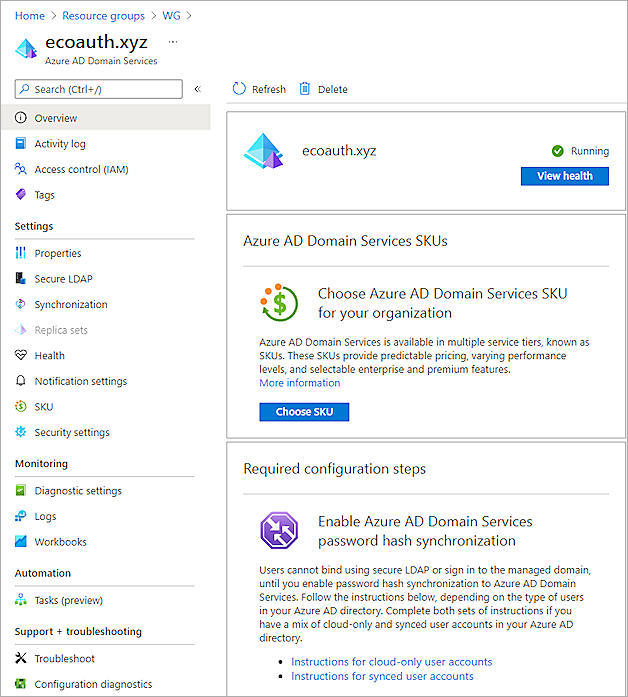 Home > Resource groups > WG >
ecoauth.xyz ...
Azure AD Domain Services
Search (Ctrl+/)
«
Overview
Activity log
Access control (IAM)
Tags
Settings
Properties
Secure LDAP
Synchronization
Replica sets
Health
Notification settings
SKU
Security settings
Monitoring
Diagnostic settings
Logs
Workbooks
Automation
Tasks (preview)
Support + troubleshooting
Troubleshoot
Configuration diagnostics
Refresh
Delete
ecoauth.xyz
Running
View health
Azure AD Domain Services SKUs
Choose Azure AD Domain Services SKU
for your organization
Azure AD Domain Services is available in multiple service tiers, known as
SKUs. These SKUs provide predictable pricing, varying performance
levels, and selectable enterprise and premium features.
More information
Choose SKU
Required configuration steps
Enable Azure AD Domain Services
password hash synchronization
Users cannot bind using secure LDAP or sign in to the managed domain,
until you enable password hash synchronization to Azure AD Domain
Services. Follow the instructions below, depending on the type of users
in your Azure AD directory. Complete both sets of instructions if you
have a mix of cloud-only and synced user accounts in your Azure AD
directory.
• Instructions for cloud-only user accounts
• Instructions for synced user accounts